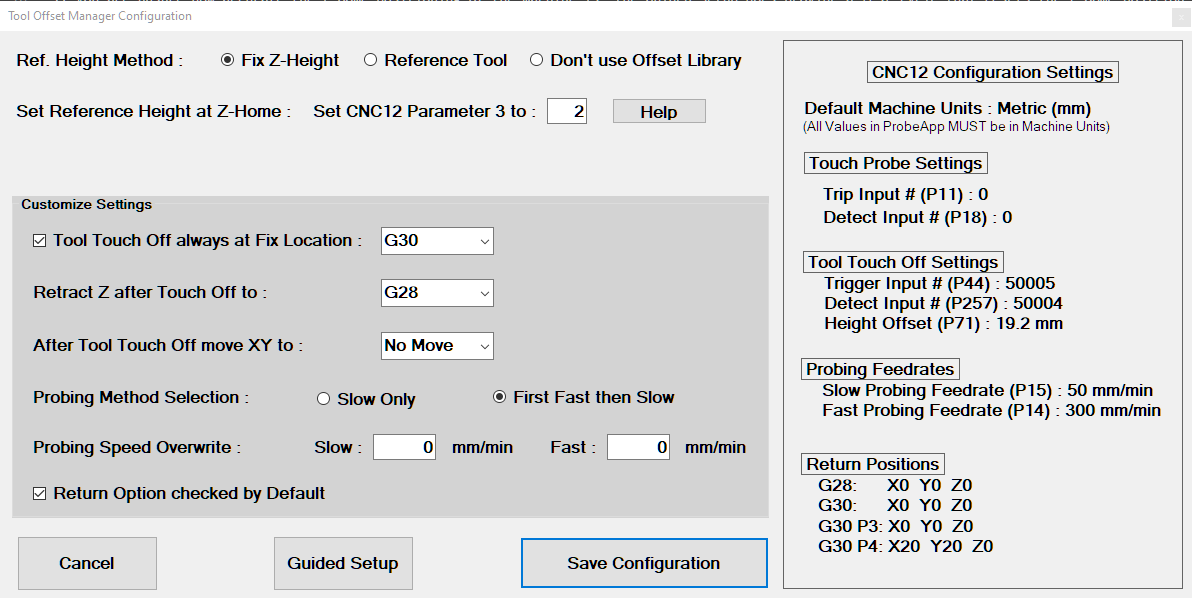 Tool Offset Manager Configuration
x
Ref. Height Method : Fix Z-Height Reference Tool Don't use Offset Library
Set Reference Height at Z-Home : Set CNC12 Parameter 3 to : 2 Help
Customize Settings
Tool Touch Off always at Fix Location : G30
Retract Z after Touch Off to : G28
After Tool Touch Off move XY to : No Move
Probing Method Selection : Slow Only First Fast then Slow
Probing Speed Overwrite : Slow : 0 mm/min Fast : 0 mm/min
Return Option checked by Default
Cancel Guided Setup Save Configuration
CNC12 Configuration Settings
Default Machine Units : Metric (mm)
(All Values in ProbeApp MUST be in Machine Units)
Touch Probe Settings
Trip Input # (P11) : 0
Detect Input # (P18) : 0
Tool Touch Off Settings
Trigger Input # (P44) : 50005
Detect Input # (P257) : 50004
Height Offset (P71) : 19.2 mm
Probing Feedrates
Slow Probing Feedrate (P15) : 50 mm/min
Fast Probing Feedrate (P14) : 300 mm/min
Return Positions
G28: X0 Y0 Z0
G30: X0 Y0 Z0
G30 P3: X0 Y0 Z0
G30 P4: X20 Y20 Z0